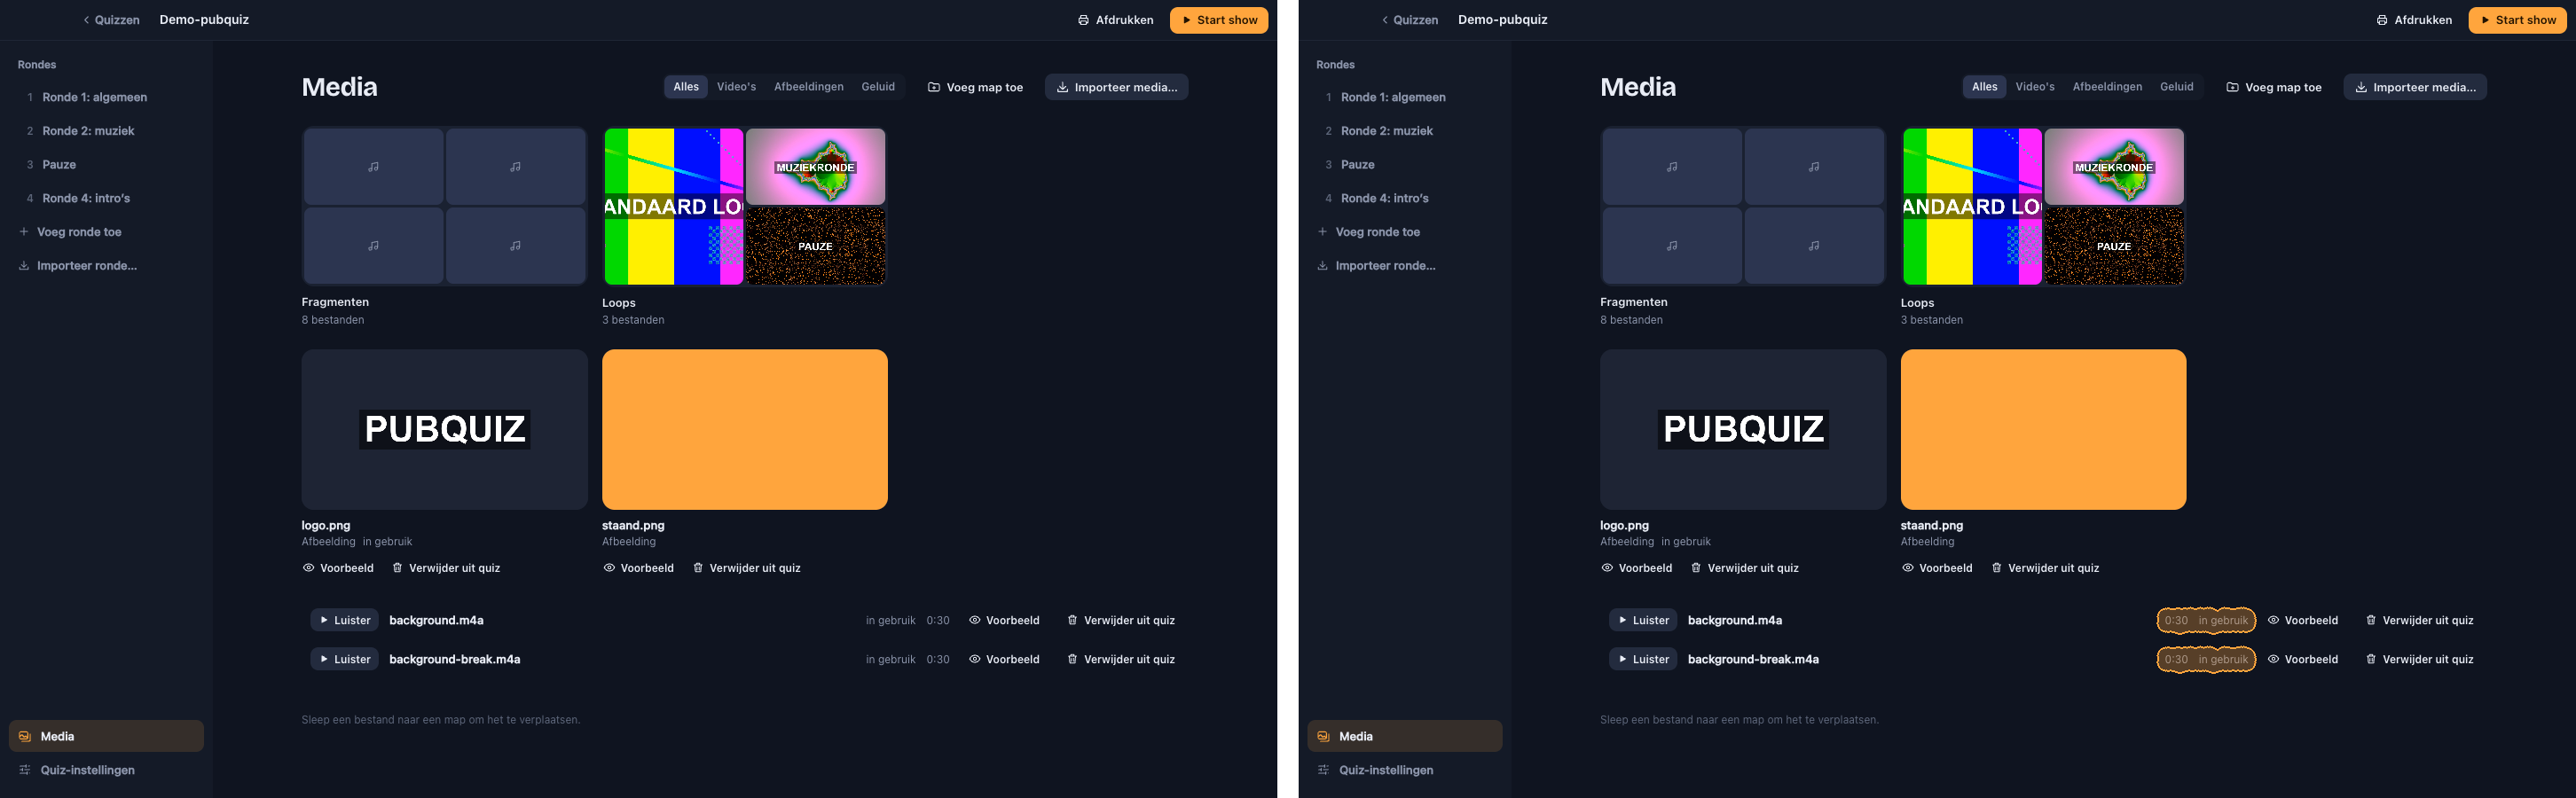 Quizzen Demo-pubquiz Afdrukken Start show
Rondes
1 Ronde 1: algemeen
2 Ronde 2: muziek
3 Pauze
4 Ronde 4: intro's
Voeg ronde toe
Importeer ronde...
Media Alles Video's Afbeeldingen Geluid Voeg map toe Importeer media...
ANDAARD LO
MUZIEKRONDE
PAUZE
Fragmenten
8 bestanden
Loops
3 bestanden
PUBQUIZ
logo.png
Afbeelding in gebruik
Voorbeeld Verwijder uit quiz
staand.png
Afbeelding
Voorbeeld Verwijder uit quiz
Luister background.m4a in gebruik 0:30 Voorbeeld Verwijder uit quiz
Luister background-break.m4a in gebruik 0:30 Voorbeeld Verwijder uit quiz
Sleep een bestand naar een map om het te verplaatsen.
Media
Quiz-instellingen
Quizzen Demo-pubquiz Afdrukken Start show
Rondes
1 Ronde 1: algemeen
2 Ronde 2: muziek
3 Pauze
4 Ronde 4: intro's
Voeg ronde toe
Importeer ronde...
Media Alles Video's Afbeeldingen Geluid Voeg map toe Importeer media...
ANDAARD LO
MUZIEKRONDE
PAUZE
Fragmenten
8 bestanden
Loops
3 bestanden
PUBQUIZ
logo.png
Afbeelding in gebruik
Voorbeeld Verwijder uit quiz
staand.png
Afbeelding
Voorbeeld Verwijder uit quiz
Luister background.m4a 0:30 in gebruik Voorbeeld Verwijder uit quiz
Luister background-break.m4a 0:30 in gebruik Voorbeeld Verwijder uit quiz
Sleep een bestand naar een map om het te verplaatsen.
Media
Quiz-instellingen